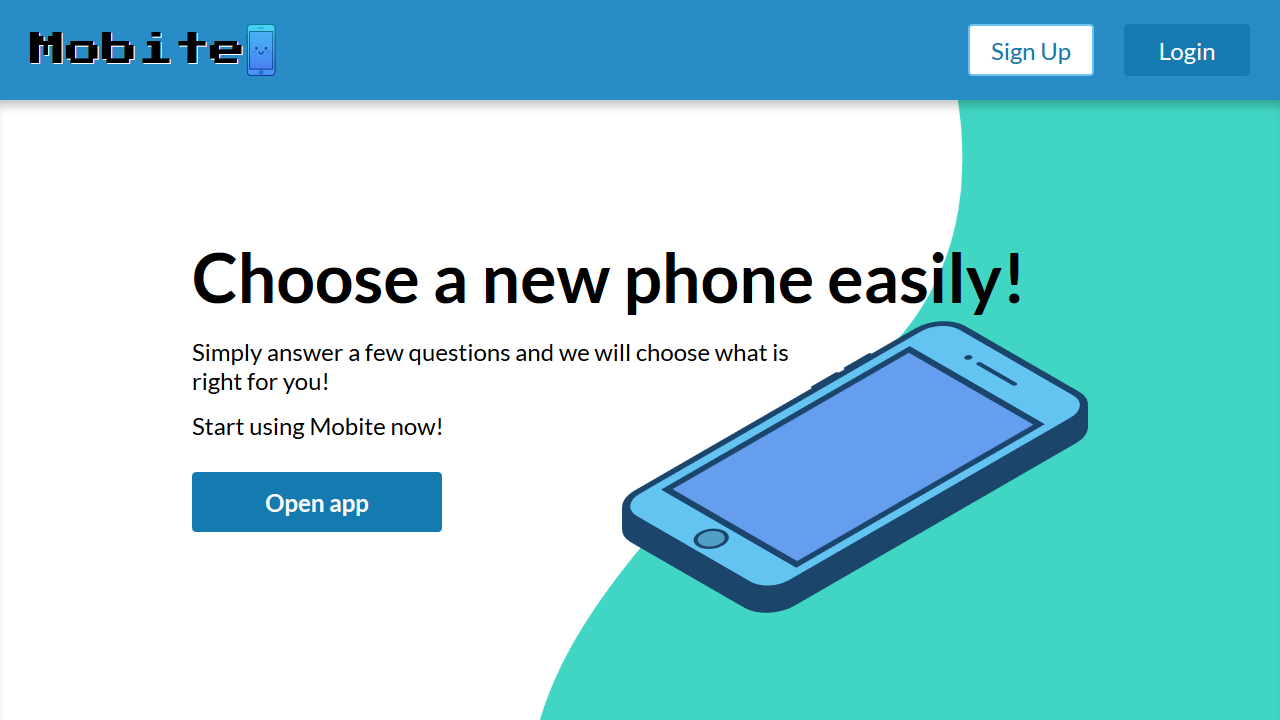 Mobite
Sign Up
Login
Choose a new phone easily!
Simply answer a few questions and we will choose what is
right for you!
Start using Mobite now!
Open app